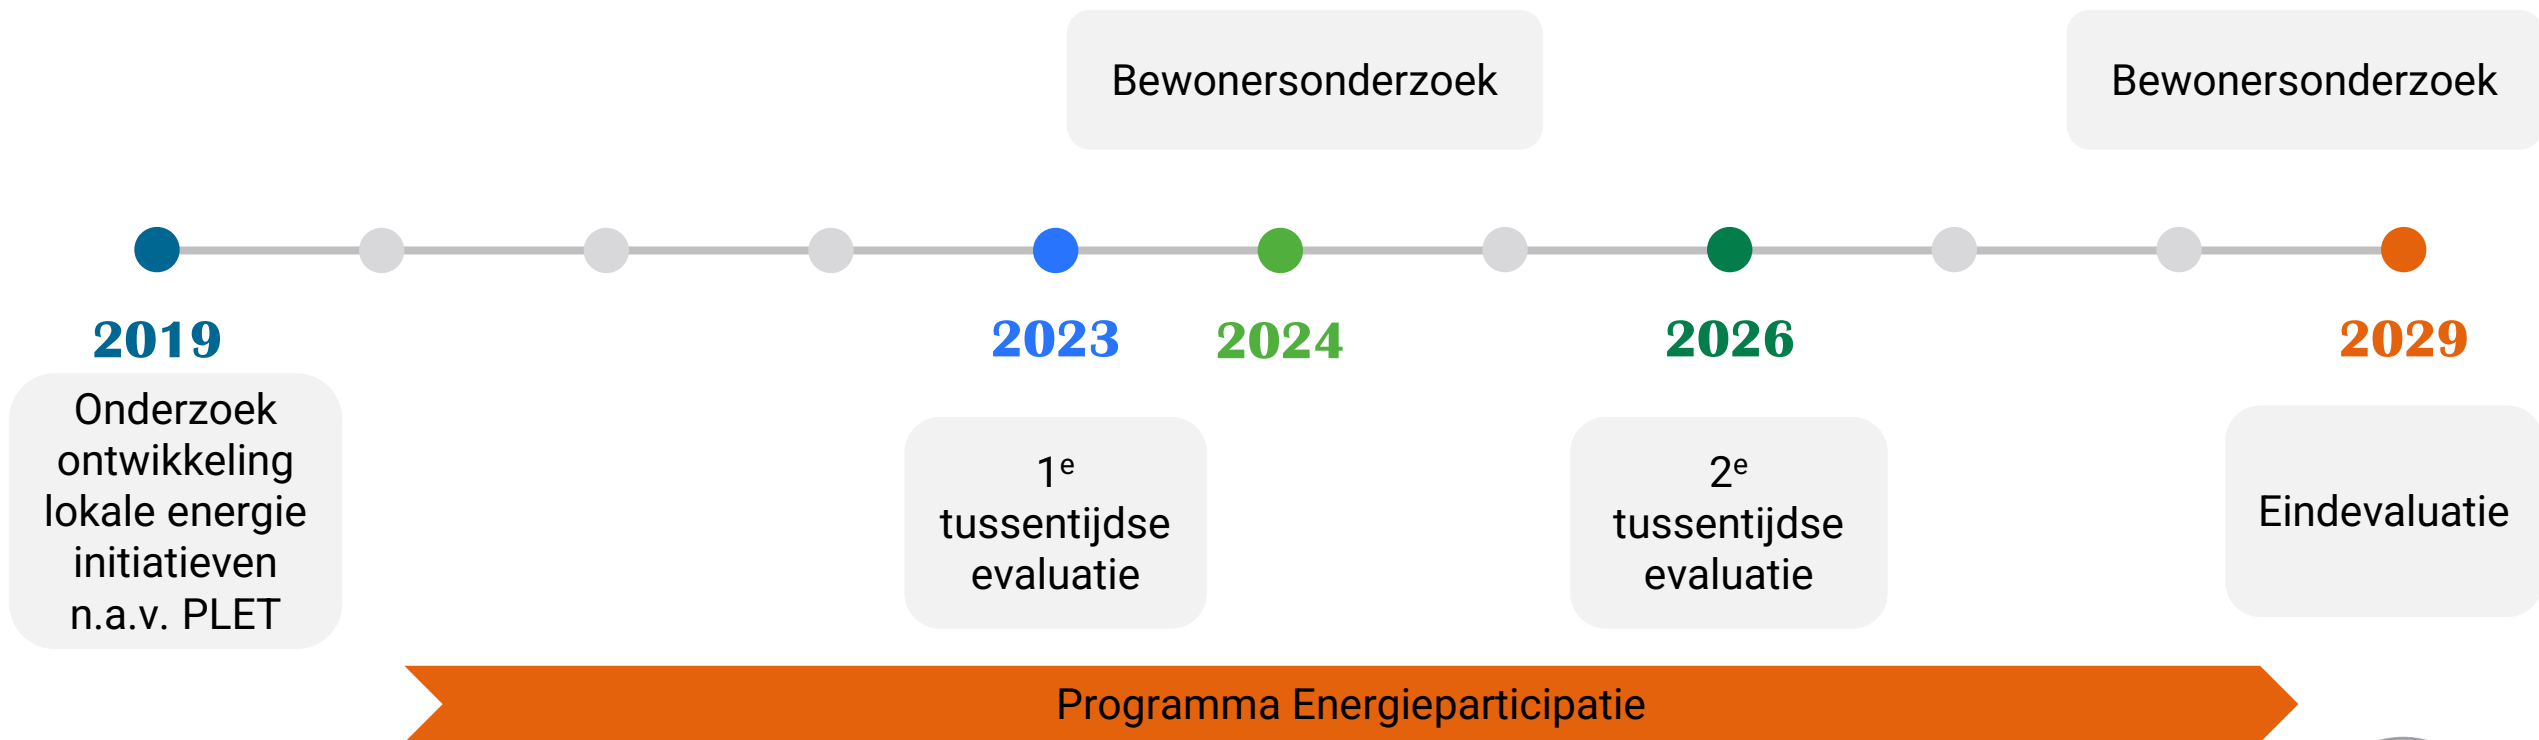 Bewonersonderzoek
Bewonersonderzoek
2019
2023
2024
2026
2029
Onderzoek
ontwikkeling
lokale energie
initiatieven
n.a.v. PLET
1ᵉ
tussentijdse
evaluatie
2ᵉ
tussentijdse
evaluatie
Eindevaluatie
Programma Energieparticipatie